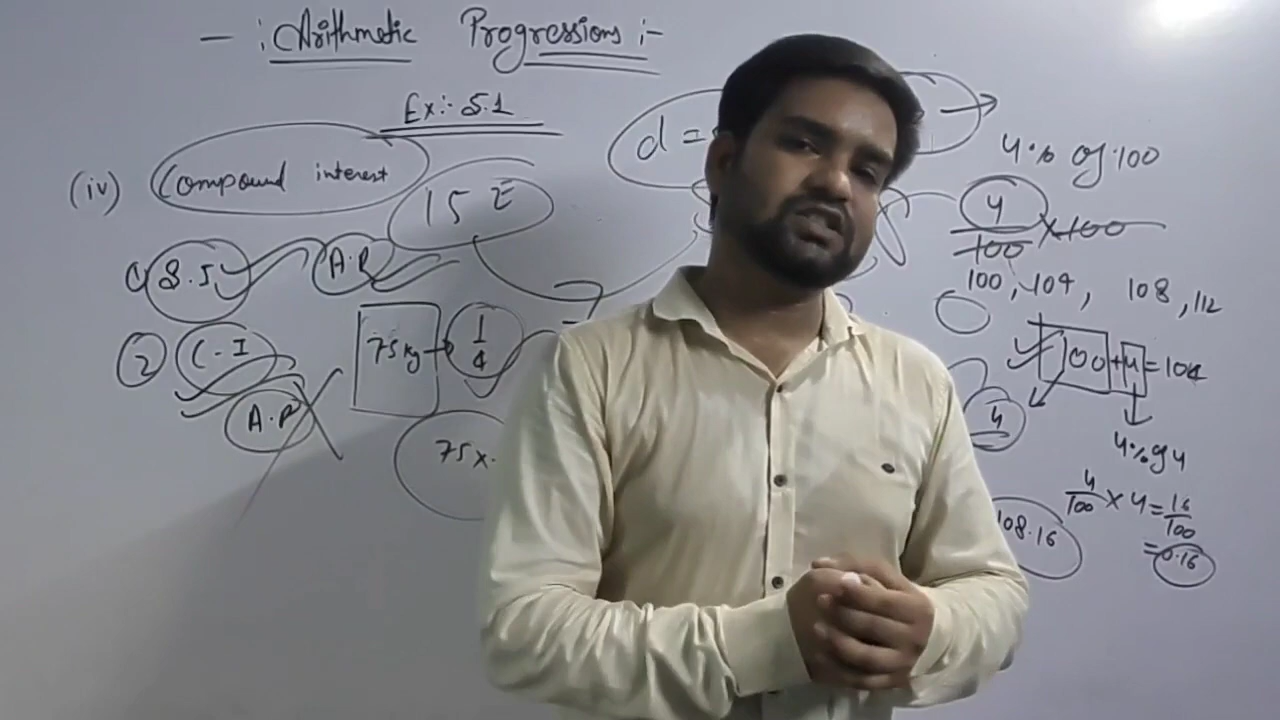 - : Arithmetic Progressions :-
Ex:- 5.1
(iv) Compound interest
15
d =
① S.I
A.P
② C.I
A.P
75 kg → 1/4
75 x
4% of 100
4/100 × 100
100, 104, 108, 112
100 + 4 = 104
4
4% of 4
4/100 × 4 = 16/100
= 0.16
108.16